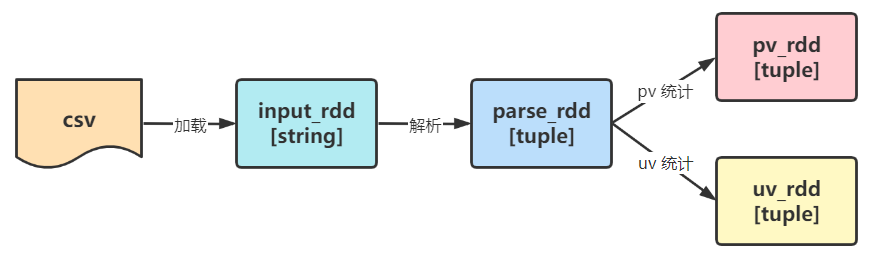 csv
加载
input_rdd
[string]
解析
parse_rdd
[tuple]
pv 统计
pv_rdd
[tuple]
uv 统计
uv_rdd
[tuple]